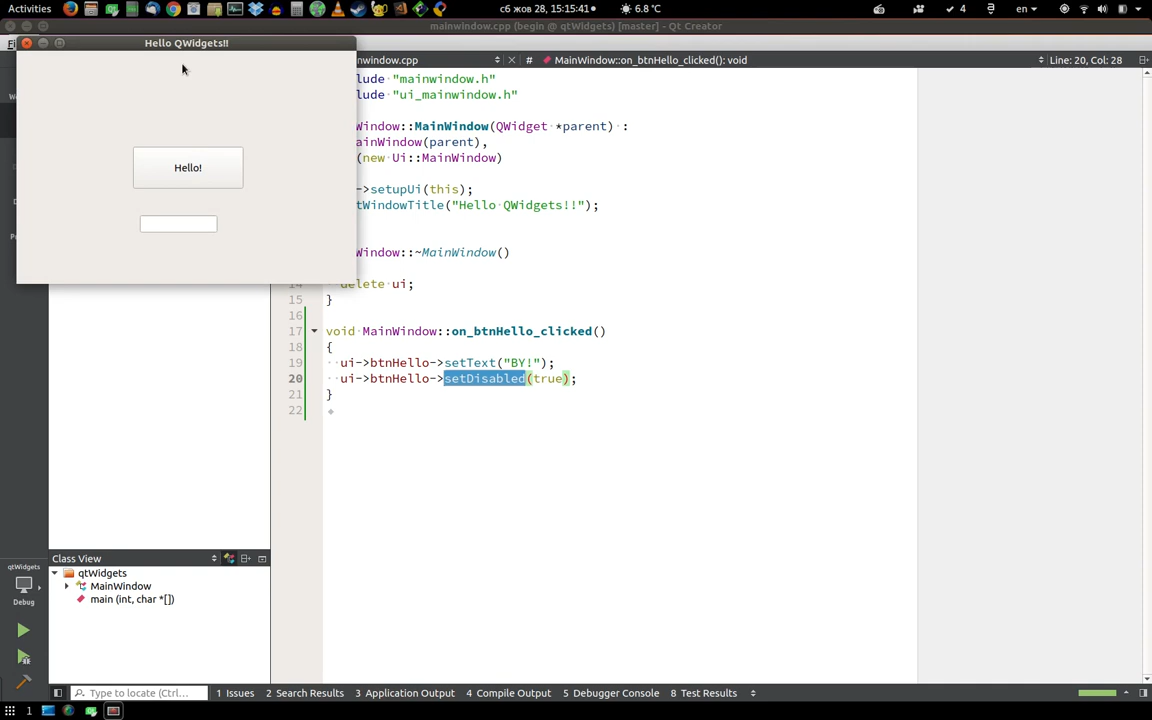 Activities
сб жов 28, 15:15:41
6.8 °C
4
en
mainwindow.cpp (begin @ qtWidgets) [master] - Qt Creator
Hello QWidgets!!
nwindow.cpp
#
MainWindow::on_btnHello_clicked(): void
Line: 20, Col: 28
lude "mainwindow.h"
lude "ui_mainwindow.h"
Window::MainWindow(QWidget *parent) :
ainWindow(parent),
(new Ui::MainWindow)
Hello!
->setupUi(this);
tWindowTitle("Hello QWidgets!!");
Window::~MainWindow()
14 delete ui;
15 }
16
17 void MainWindow::on_btnHello_clicked()
18 {
19 ui->btnHello->setText("BY!");
20 ui->btnHello->setDisabled(true);
21 }
22
Class View
qtWidgets
qtWidgets
MainWindow
Debug
main (int, char *[])
Type to locate (Ctrl...
1 Issues
2 Search Results
3 Application Output
4 Compile Output
5 Debugger Console
8 Test Results
1